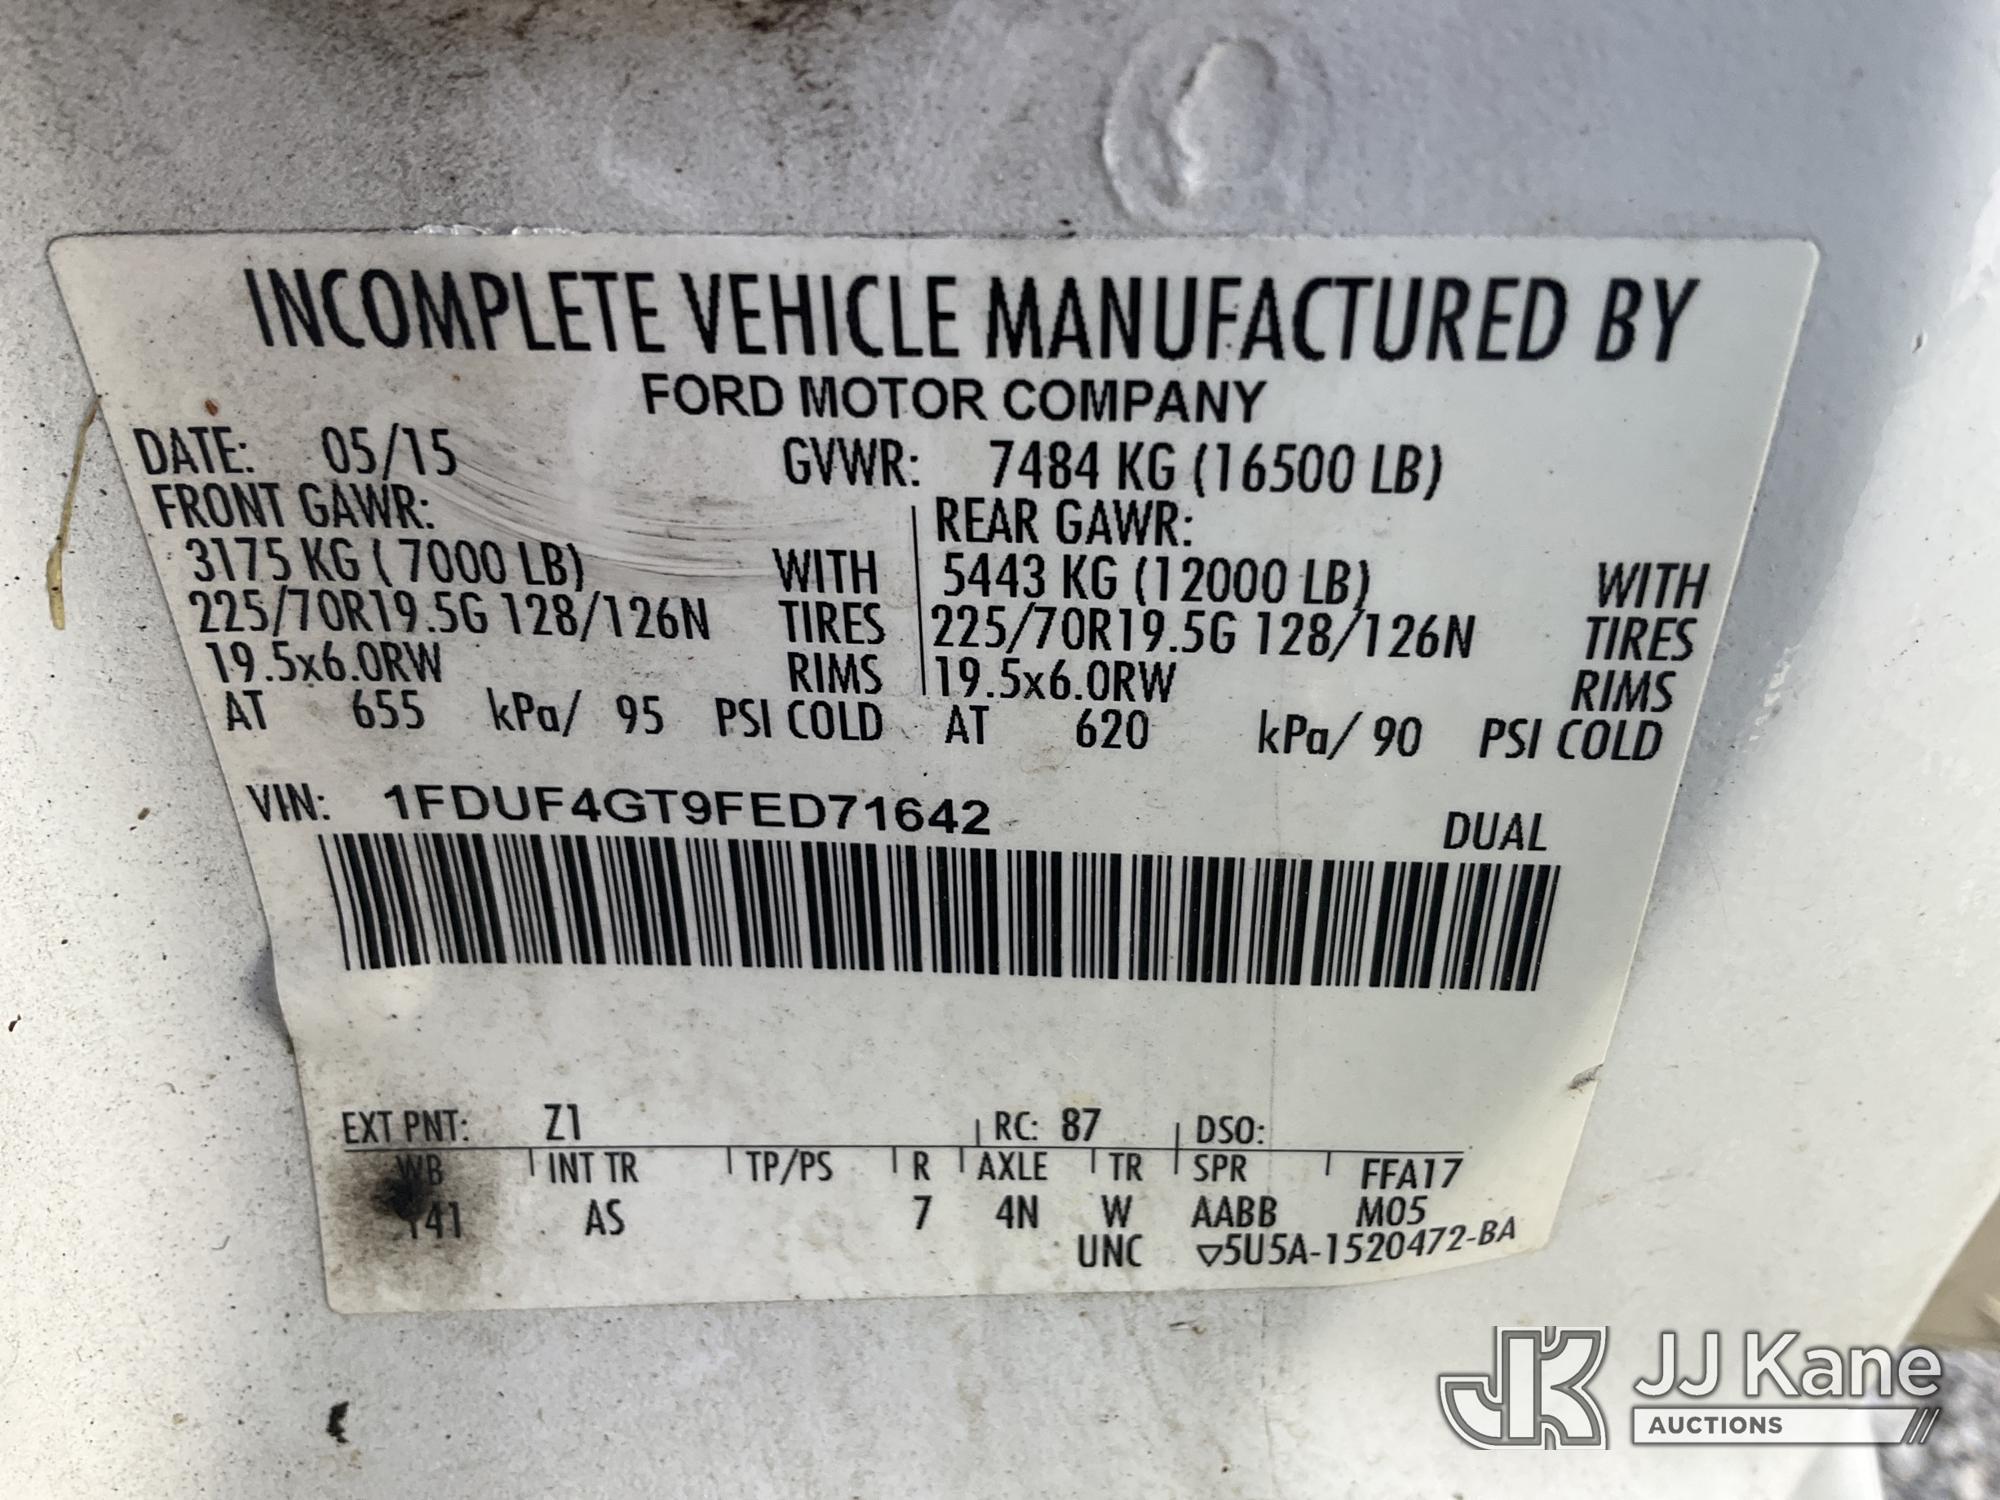 INCOMPLETE VEHICLE MANUFACTURED BY
FORD MOTOR COMPANY
DATE: 05/15 GVWR: 7484 KG (16500 LB)
FRONT GAWR: REAR GAWR:
3175 KG ( 7000 LB) WITH 5443 KG (12000 LB) WITH
225/70R19.5G 128/126N TIRES 225/70R19.5G 128/126N TIRES
19.5x6.0RW RIMS 19.5x6.0RW RIMS
AT 655 kPa/ 95 PSI COLD AT 620 kPa/ 90 PSI COLD
VIN: 1FDUF4GT9FED71642 DUAL
EXT PNT: Z1 RC: 87 DSO:
WB INT TR TP/PS R AXLE TR SPR FFA17
141 AS 7 4N W AABB M05
UNC ▽5U5A-1520472-BA
JK JJ Kane
AUCTIONS